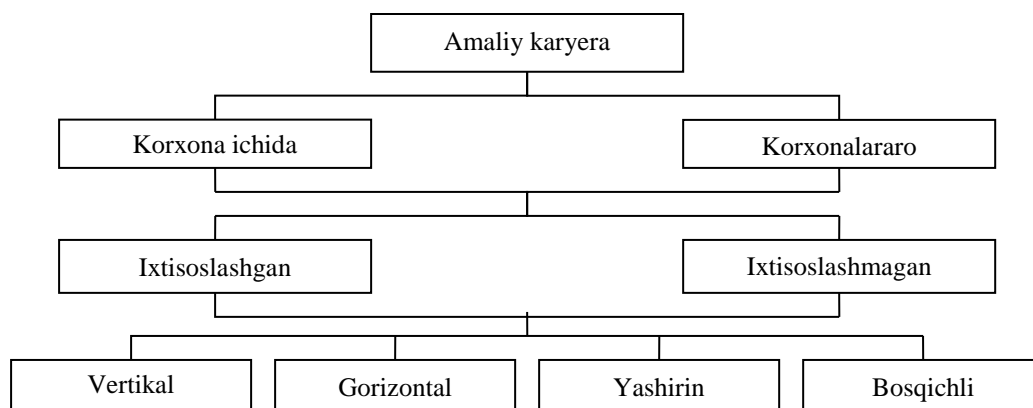 Amaliy karyera
Korxona ichida
Korxonalararo
Ixtisoslashgan
Ixtisoslashmagan
Vertikal
Gorizontal
Yashirin
Bosqichli